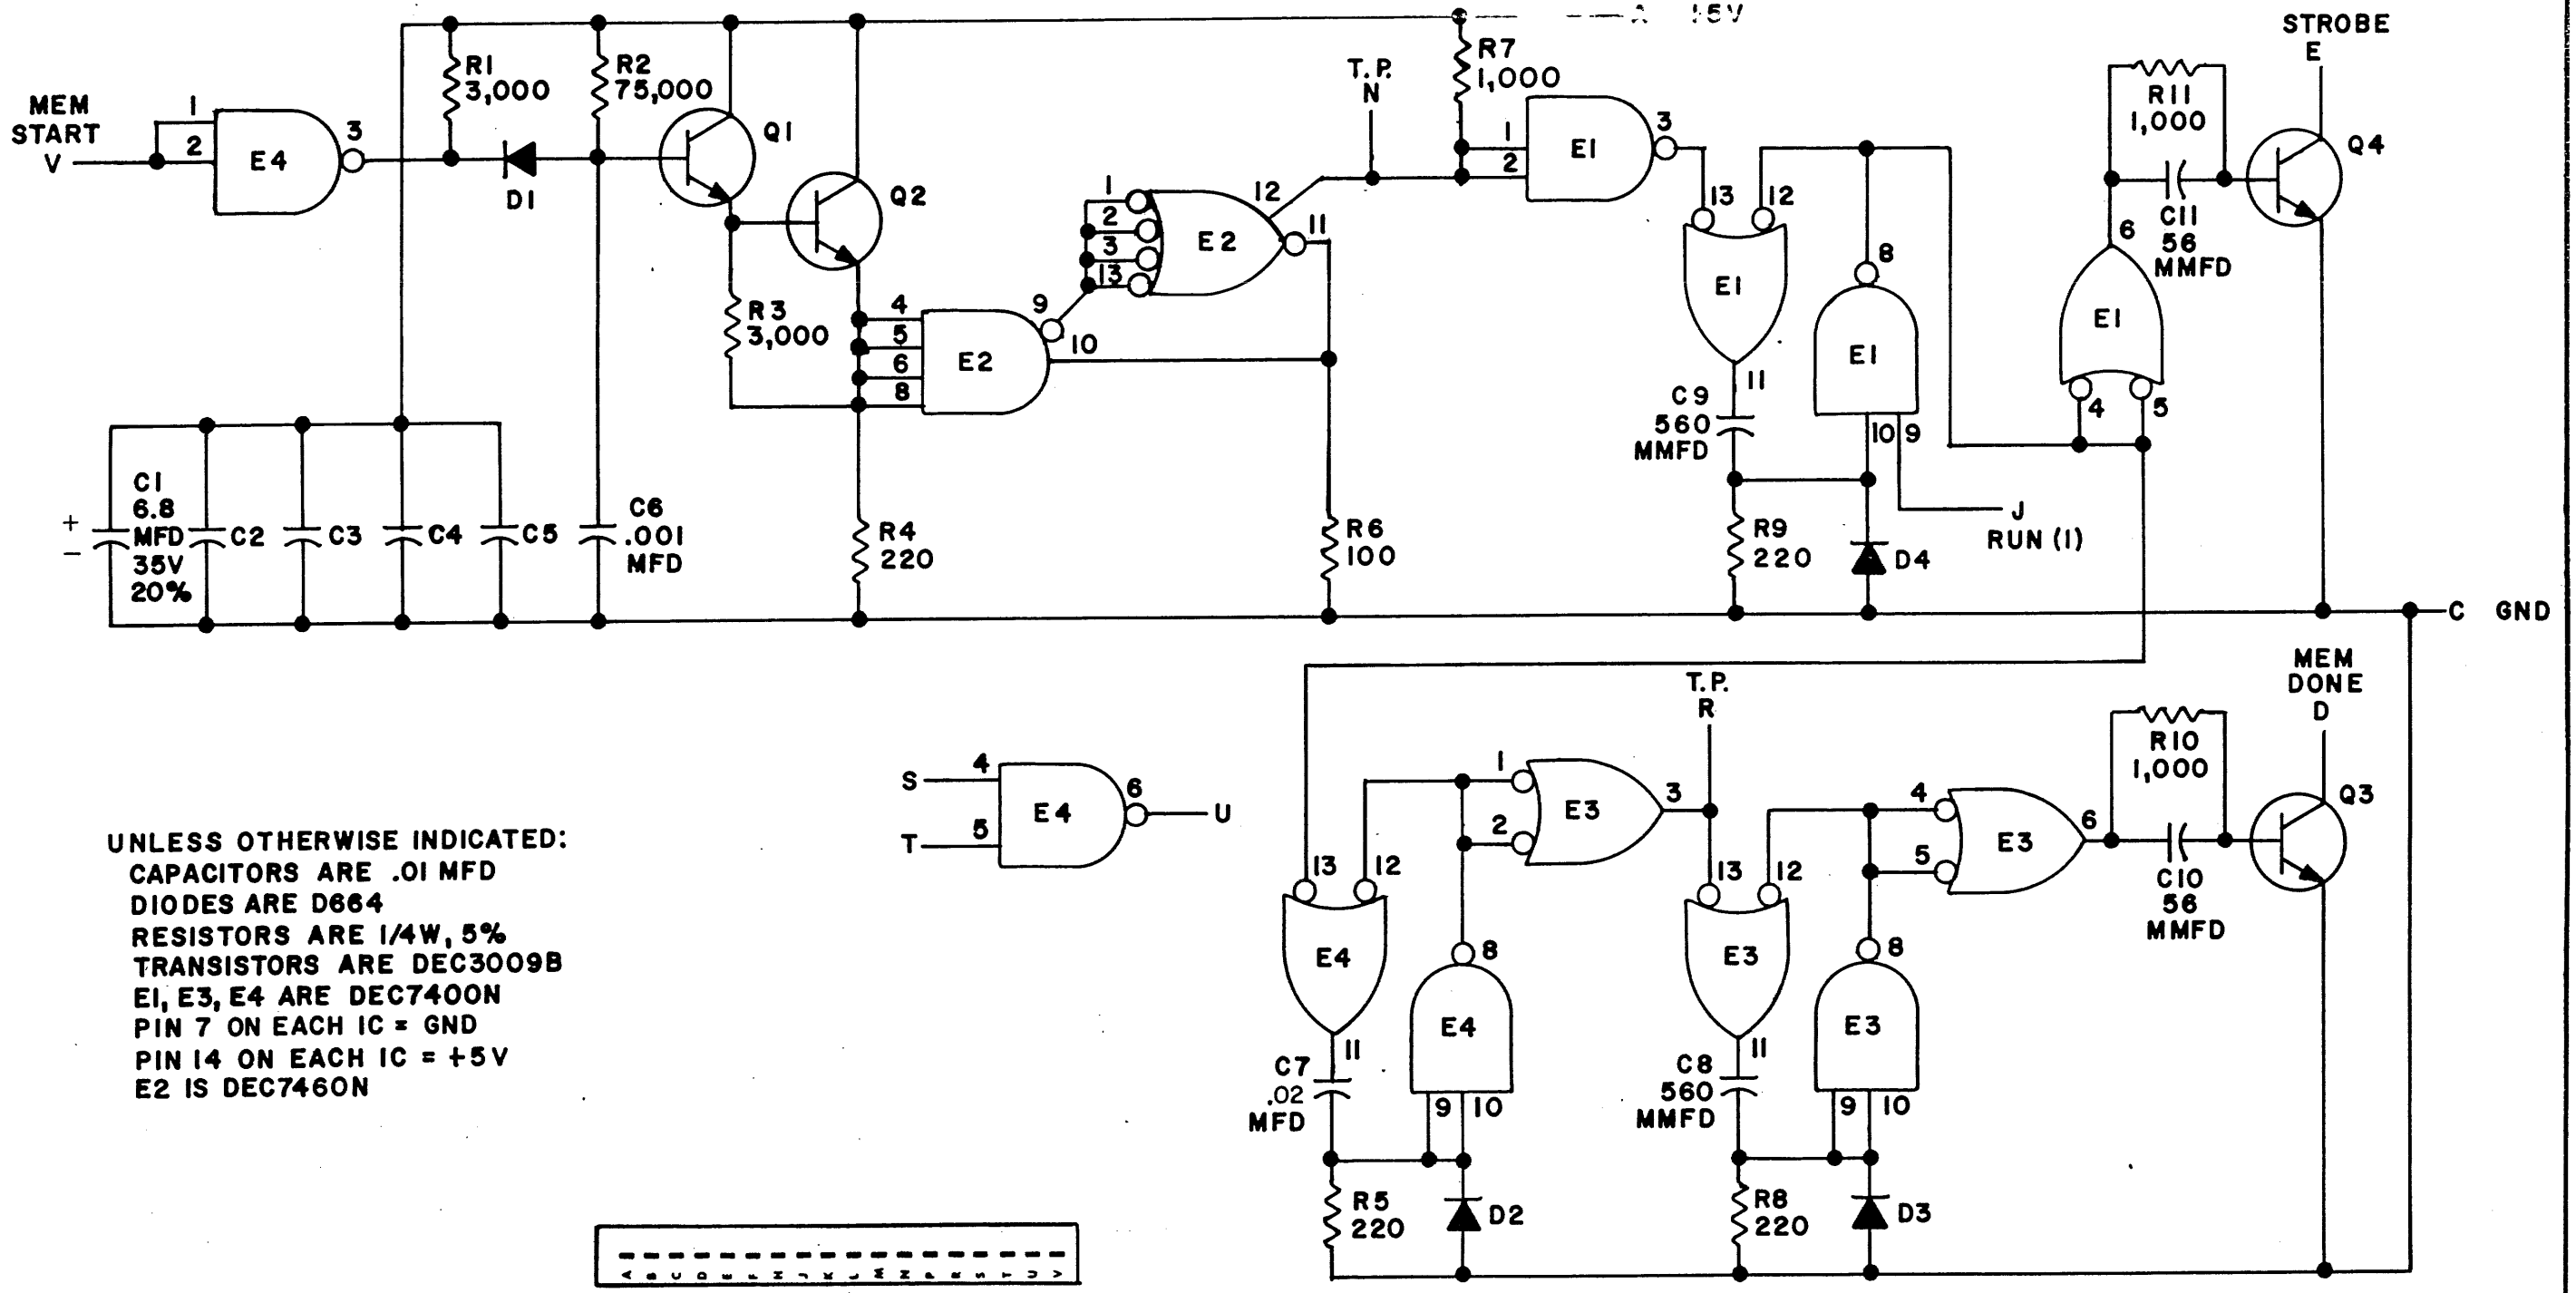 A +5V
STROBE
E
R1
3,000
R2
75,000
R7
1,000
T.P.
N
MEM
START
V
1
2
E4
3
D1
Q1
Q2
1
2
E1
3
R11
1,000
Q4
C11
56
MMFD
6
1
2
3
13
E2
12
11
13
12
E1
8
E1
E1
4
5
R3
3,000
4
5
6
8
E2
9
10
11
C9
560
MMFD
10
9
J
RUN (1)
C1
6.8
MFD
35V
20%
+
-
C2
C3
C4
C5
C6
.001
MFD
R4
220
R6
100
R9
220
D4
C GND
MEM
DONE
D
T.P.
R
S
4
T
5
E4
6
U
1
2
E3
3
4
5
E3
6
R10
1,000
Q3
C10
56
MMFD
13
12
E4
8
E4
11
C7
.02
MFD
9
10
R5
220
D2
13
12
E3
8
E3
11
C8
560
MMFD
9
10
R8
220
D3
UNLESS OTHERWISE INDICATED:
CAPACITORS ARE .01 MFD
DIODES ARE D664
RESISTORS ARE 1/4W, 5%
TRANSISTORS ARE DEC3009B
E1, E3, E4 ARE DEC7400N
PIN 7 ON EACH IC = GND
PIN 14 ON EACH IC = +5V
E2 IS DEC7460N
A B C D E F H J K L M N P R S T U V